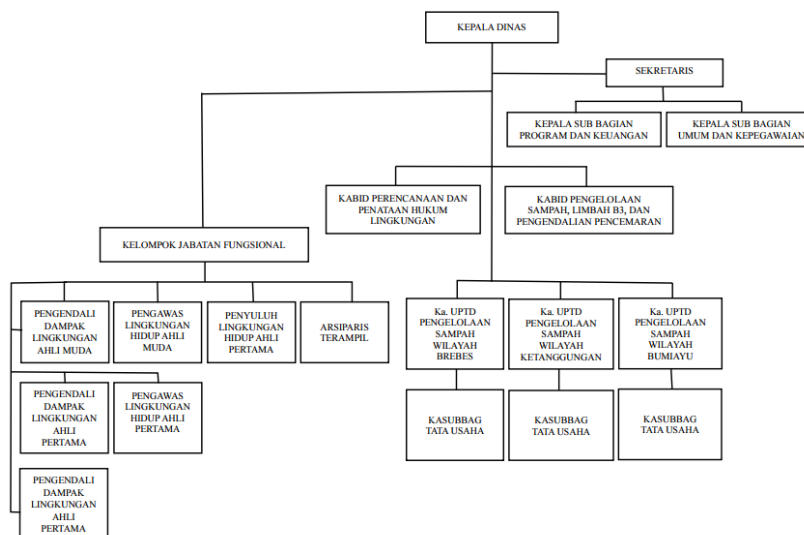 KEPALA DINAS
SEKRETARIS
KEPALA SUB BAGIAN
PROGRAM DAN KEUANGAN
KEPALA SUB BAGIAN
UMUM DAN KEPEGAWAIAN
KABID PERENCANAAN DAN
PENATAAN HUKUM
LINGKUNGAN
KABID PENGELOLAAN
SAMPAH, LIMBAH B3, DAN
PENGENDALIAN PENCEMARAN
KELOMPOK JABATAN FUNGSIONAL
PENGENDALI
DAMPAK
LINGKUNGAN
AHLI MUDA
PENGAWAS
LINGKUNGAN
HIDUP AHLI
MUDA
PENYULUH
LINGKUNGAN
HIDUP AHLI
PERTAMA
ARSIPARIS
TERAMPIL
Ka. UPTD
PENGELOLAAN
SAMPAH
WILAYAH
BREBES
Ka. UPTD
PENGELOLAAN
SAMPAH
WILAYAH
KETANGGUNGAN
Ka. UPTD
PENGELOLAAN
SAMPAH
WILAYAH
BUMIAYU
PENGENDALI
DAMPAK
LINGKUNGAN
AHLI
PERTAMA
PENGAWAS
LINGKUNGAN
HIDUP AHLI
PERTAMA
KASUBBAG
TATA USAHA
KASUBBAG
TATA USAHA
KASUBBAG
TATA USAHA
PENGENDALI
DAMPAK
LINGKUNGAN
AHLI
PERTAMA